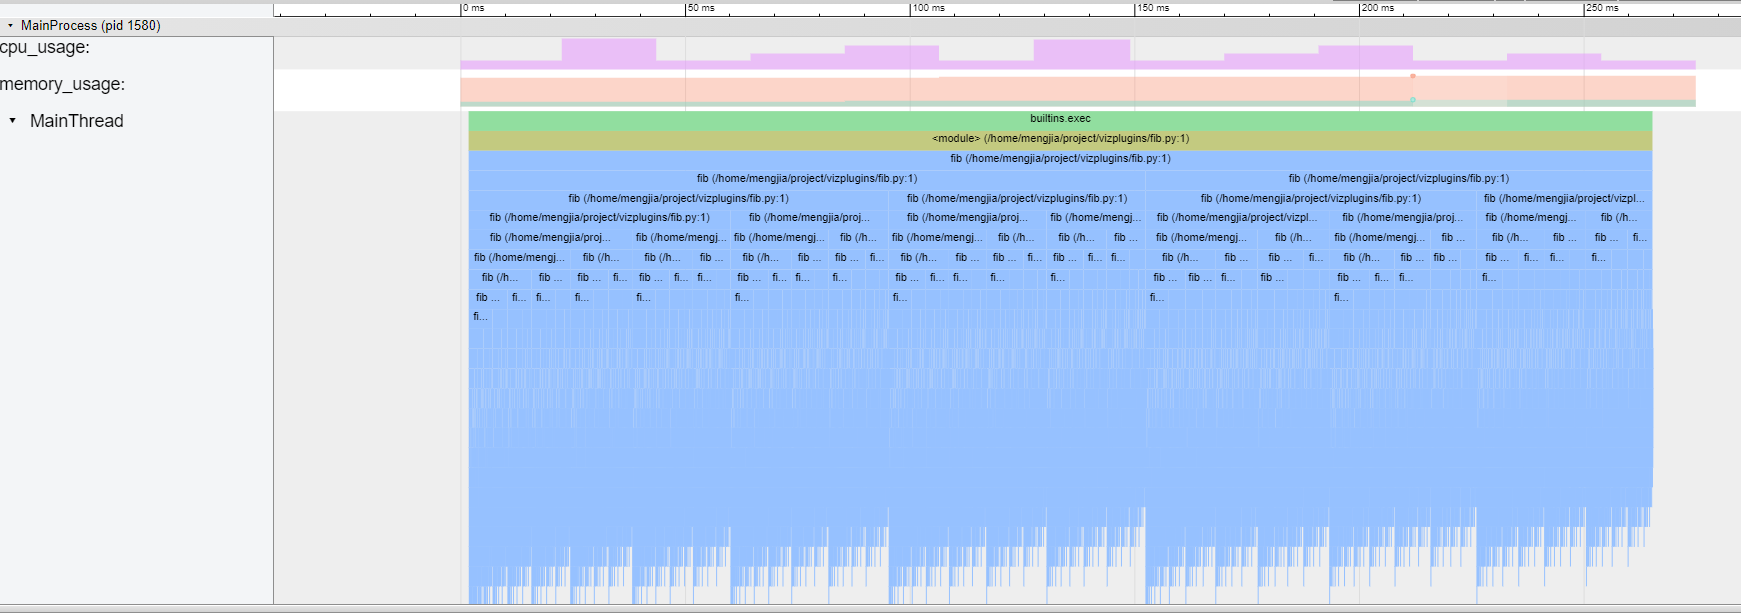 0 ms 50 ms 100 ms 150 ms 200 ms 250 ms
MainProcess (pid 1580)
cpu_usage:
memory_usage:
MainThread
builtins.exec
<module> (/home/mengjia/project/vizplugins/fib.py:1)
fib (/home/mengjia/project/vizplugins/fib.py:1)
fib (/home/mengjia/project/vizplugins/fib.py:1) fib (/home/mengjia/project/vizplugins/fib.py:1)
fib (/home/mengjia/project/vizplugins/fib.py:1) fib (/home/mengjia/project/vizplugins/fib.py:1) fib (/home/mengjia/project/vizplugins/fib.py:1) fib (/home/mengjia/project/vizpl...
fib (/home/mengjia/project/vizplugins/fib.py:1) fib (/home/mengjia/proj... fib (/home/mengjia/proj... fib (/home/mengj... fib (/home/mengjia/project/vizpl... fib (/home/mengjia/proj... fib (/home/mengj... fib (/h...
fib (/home/mengjia/proj... fib (/home/mengj... fib (/home/mengj... fib (/h... fib (/home/mengj... fib (/h... fib (/h... fib ... fib (/home/mengj... fib (/h... fib (/home/mengj... fib ... fib (/h... fib ... fib ... fi...
fib (/home/mengj... fib (/h... fib (/h... fib ... fib (/h... fib ... fib ... fi... fib (/h... fib ... fib ... fi... fib ... fi... fi... fib (/h... fib ... fib ... fi... fib (/h... fib ... fib ... fib ... fi... fi... fi...
fib (/h... fib ... fib ... fi... fib ... fi... fi... fib ... fi... fi... fi... fib ... fi... fi... fi... fi... fib ... fib ... fi... fib ... fib ... fi... fi... fi...
fib ... fi... fi... fi... fi... fi... fi... fi... fi... 
fi...